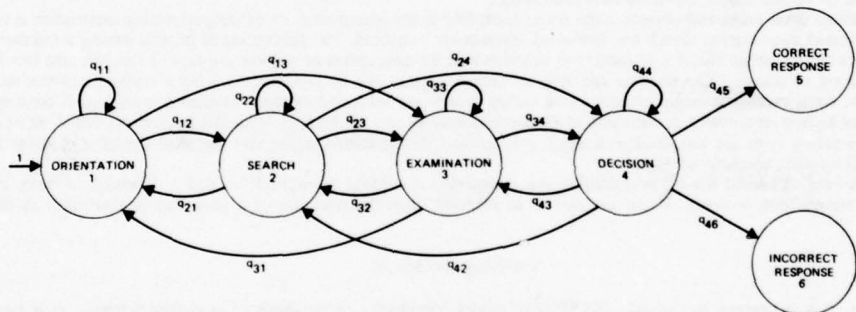 q11
q13
q22
q24
q33
q44
CORRECT
RESPONSE
5
q45
q12
q23
q34
1
ORIENTATION
1
SEARCH
2
EXAMINATION
3
DECISION
4
q21
q32
q43
q46
q31
q42
INCORRECT
RESPONSE
6